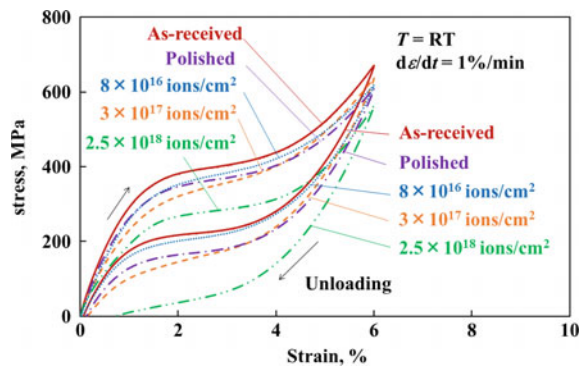 800
600
400
200
0
stress, MPa
0
2
4
6
8
10
Strain, %
As-received
Polished
8 × 10¹⁶ ions/cm²
3 × 10¹⁷ ions/cm²
2.5 × 10¹⁸ ions/cm²
T = RT
dε/dt = 1%/min
As-received
Polished
8 × 10¹⁶ ions/cm²
3 × 10¹⁷ ions/cm²
2.5 × 10¹⁸ ions/cm²
Unloading